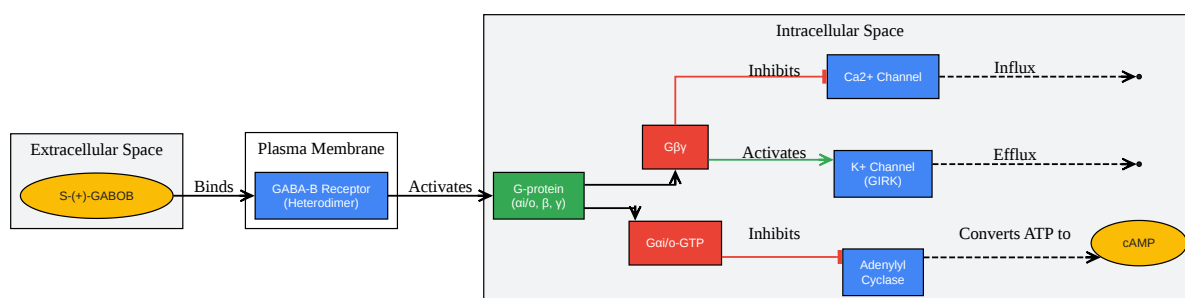 Intracellular Space
Inhibits
Ca2+ Channel
Influx
Extracellular Space
S-(+)-GABOB
Binds
Plasma Membrane
GABA-B Receptor
(Heterodimer)
Activates
G-protein
(αi/o, β, γ)
Gβγ
Activates
K+ Channel
(GIRK)
Efflux
Gαi/o-GTP
Inhibits
Adenylyl
Cyclase
Converts ATP to
cAMP